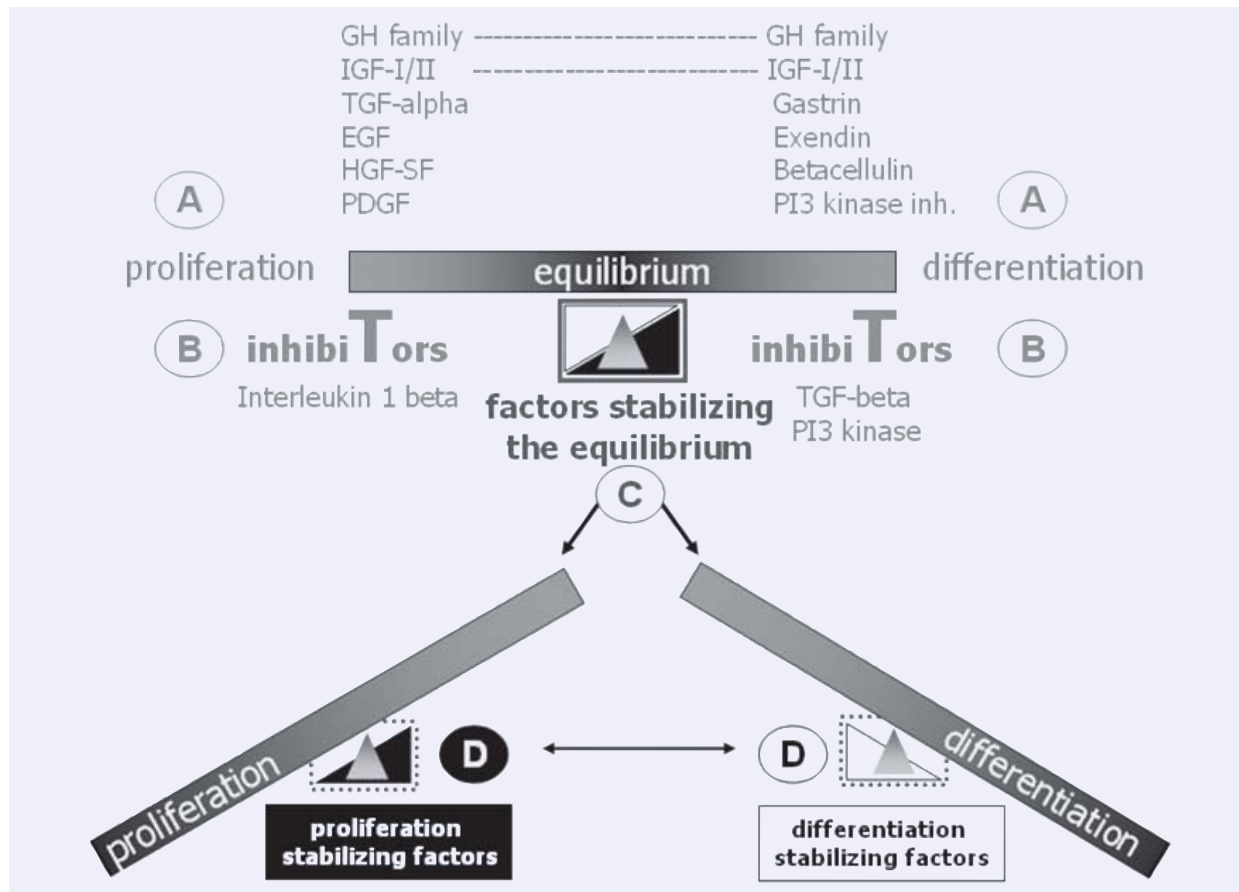 GH family GH family
IGF-I/II IGF-I/II
TGF-alpha Gastrin
EGF Exendin
HGF-SF Betacellulin
PDGF PI3 kinase inh.
A A
proliferation equilibrium differentiation
B inhibiTors inhibiTors B
Interleukin 1 beta TGF-beta
PI3 kinase
factors stabilizing
the equilibrium
C
proliferation D D differentiation
proliferation
stabilizing factors
differentiation
stabilizing factors